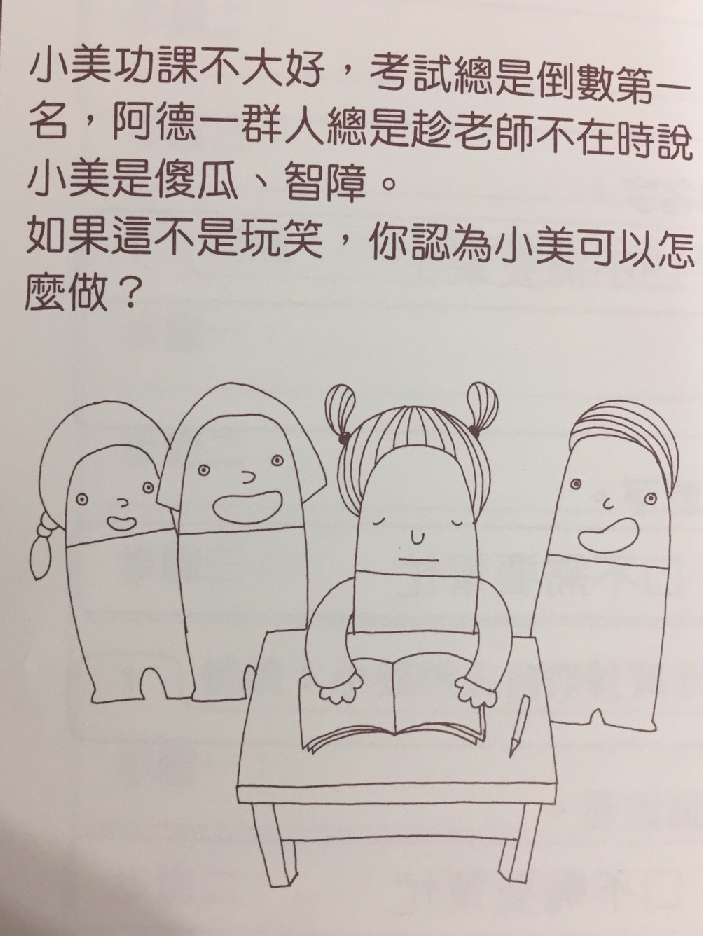 小美功課不大好，考試總是倒數第一
名，阿德一群人總是趁老師不在時說
小美是傻瓜、智障。
如果這不是玩笑，你認為小美可以怎
麼做？